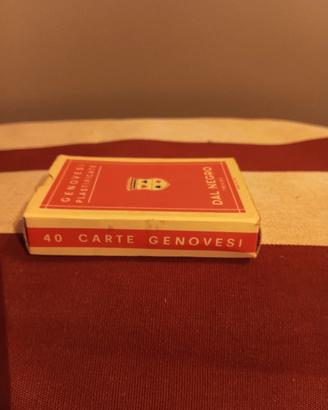 GENOVESI
PLASTIFICATE
DAL NEGRO
40 CARTE GENOVESI